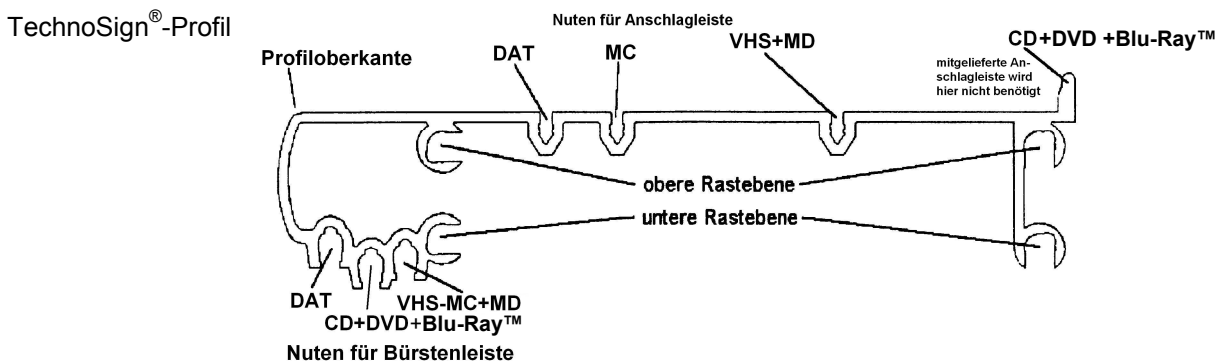 TechnoSign®-Profil
Nuten für Anschlagleiste
Profiloberkante
DAT
MC
VHS+MD
CD+DVD +Blu-Ray™
mitgelieferte An-
schlagleiste wird
hier nicht benötigt
obere Rastebene
untere Rastebene
DAT
VHS-MC+MD
CD+DVD+Blu-Ray™
Nuten für Bürstenleiste